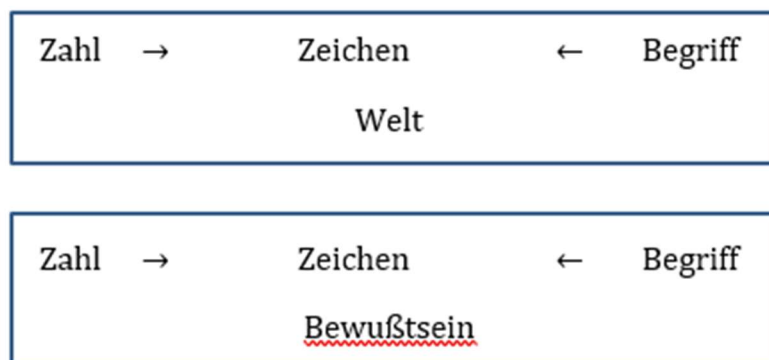 Zahl → Zeichen ← Begriff
Welt
Zahl → Zeichen ← Begriff
Bewußtsein